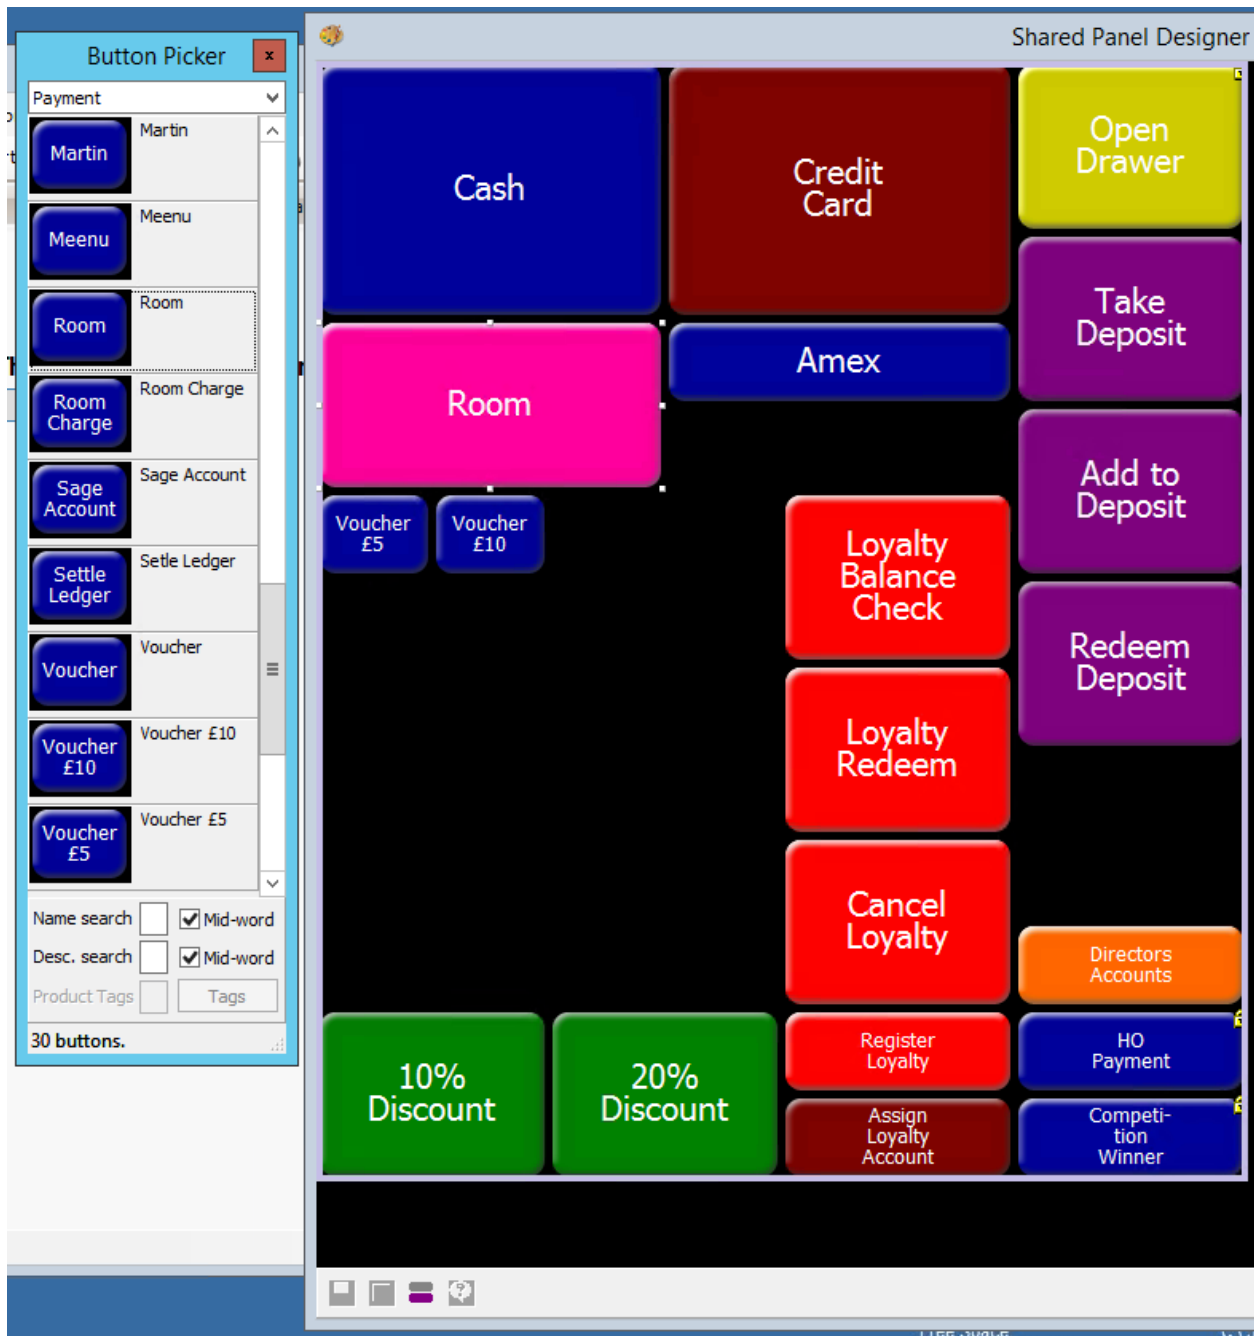 Shared Panel Designer
Button Picker
x
Payment
Martin
Martin
Meenu
Meenu
Room
Room
Room
Charge
Room Charge
Sage
Account
Sage Account
Settle
Ledger
Setle Ledger
Voucher
Voucher
Voucher
£10
Voucher £10
Voucher
£5
Voucher £5
Name search
Mid-word
Desc. search
Mid-word
Product Tags
Tags
30 buttons.
Cash
Credit
Card
Open
Drawer
Take
Deposit
Room
Amex
Add to
Deposit
Voucher
£5
Voucher
£10
Loyalty
Balance
Check
Redeem
Deposit
Loyalty
Redeem
Cancel
Loyalty
Directors
Accounts
10%
Discount
20%
Discount
Register
Loyalty
HO
Payment
Assign
Loyalty
Account
Competi-
tion
Winner